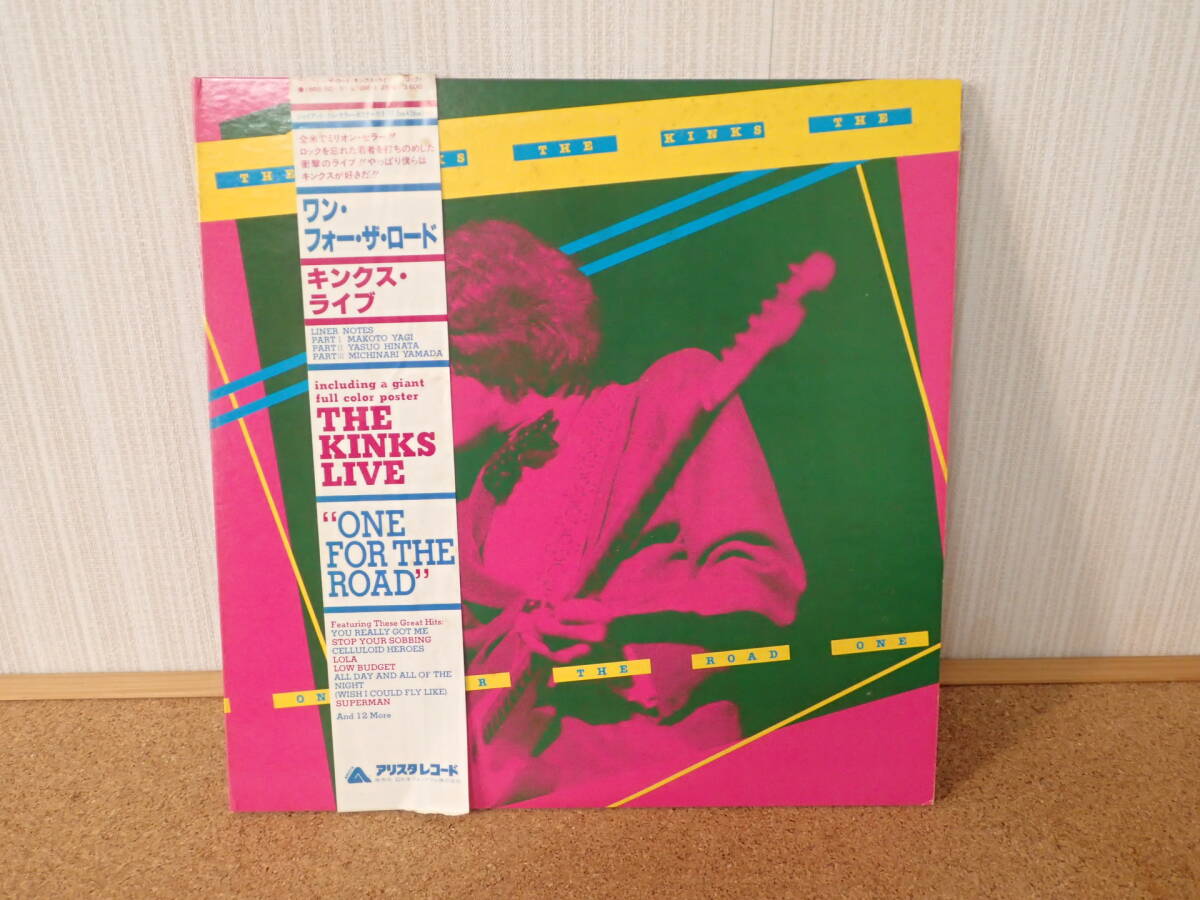 THE KINKS THE KINKS THE
全米でミリオン・セラー!!
ロックを忘れた若者を打ちのめした
衝撃のライブ!!やっぱり僕らは
キンクスが好きだ!!
ワン・
フォー・ザ・ロード
キンクス・
ライブ
LINER NOTES
PART I MAKOTO YAGI
PART II YASUO HINATA
PART III MICHINARI YAMADA
including a giant
full color poster
THE
KINKS
LIVE
“ONE
FOR THE
ROAD”
Featuring These Great Hits:
YOU REALLY GOT ME
STOP YOUR SOBBING
CELLULOID HEROES
LOLA
LOW BUDGET
ALL DAY AND ALL OF THE
NIGHT
(WISH I COULD FLY LIKE)
SUPERMAN
And 12 More
アリスタレコード
ON R THE ROAD ONE